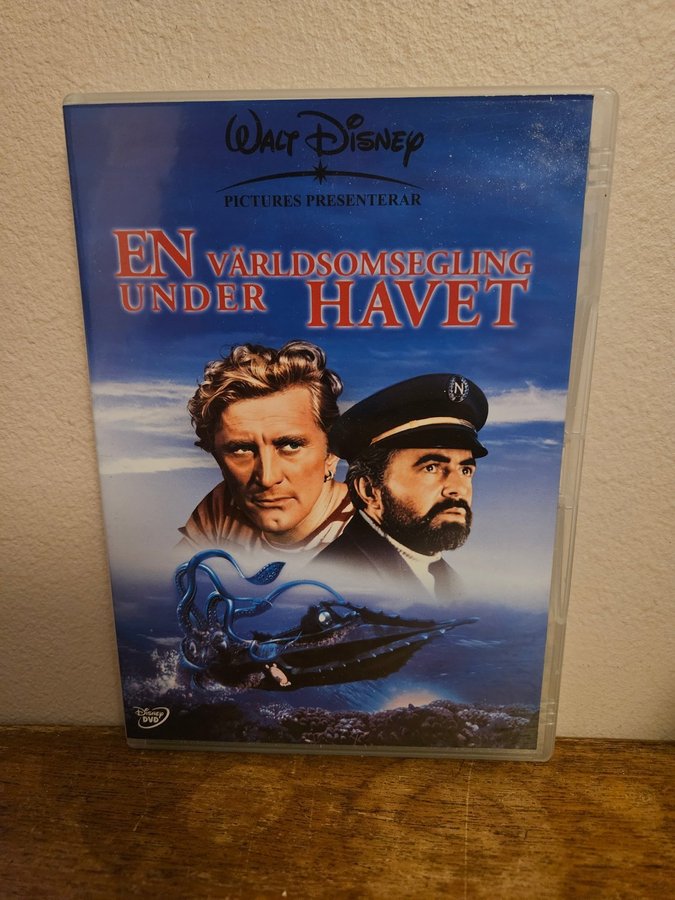 WALT DISNEY
PICTURES PRESENTERAR
EN VÄRLDSOMSEGLING
UNDER HAVET
N
Disney
DVD